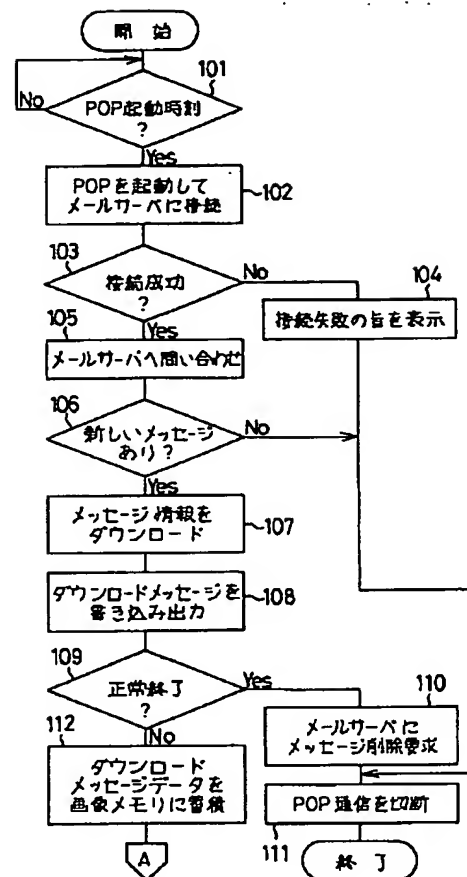 開始
101
No
POP起動時刻
?
Yes
POPを起動して
メールサーバに接続
102
103
接続成功
?
No
104
接続失敗の旨を表示
105
Yes
メールサーバへ問い合わせ
106
新しいメッセージ
あり?
No
Yes
メッセージ情報を
ダウンロード
107
ダウンロードメッセージを
書き込み出力
108
109
正常終了
?
Yes
110
メールサーバに
メッセージ削除要求
112
No
ダウンロード
メッセージデータを
画像メモリに蓄積
POP通信を切断
111
A
終了